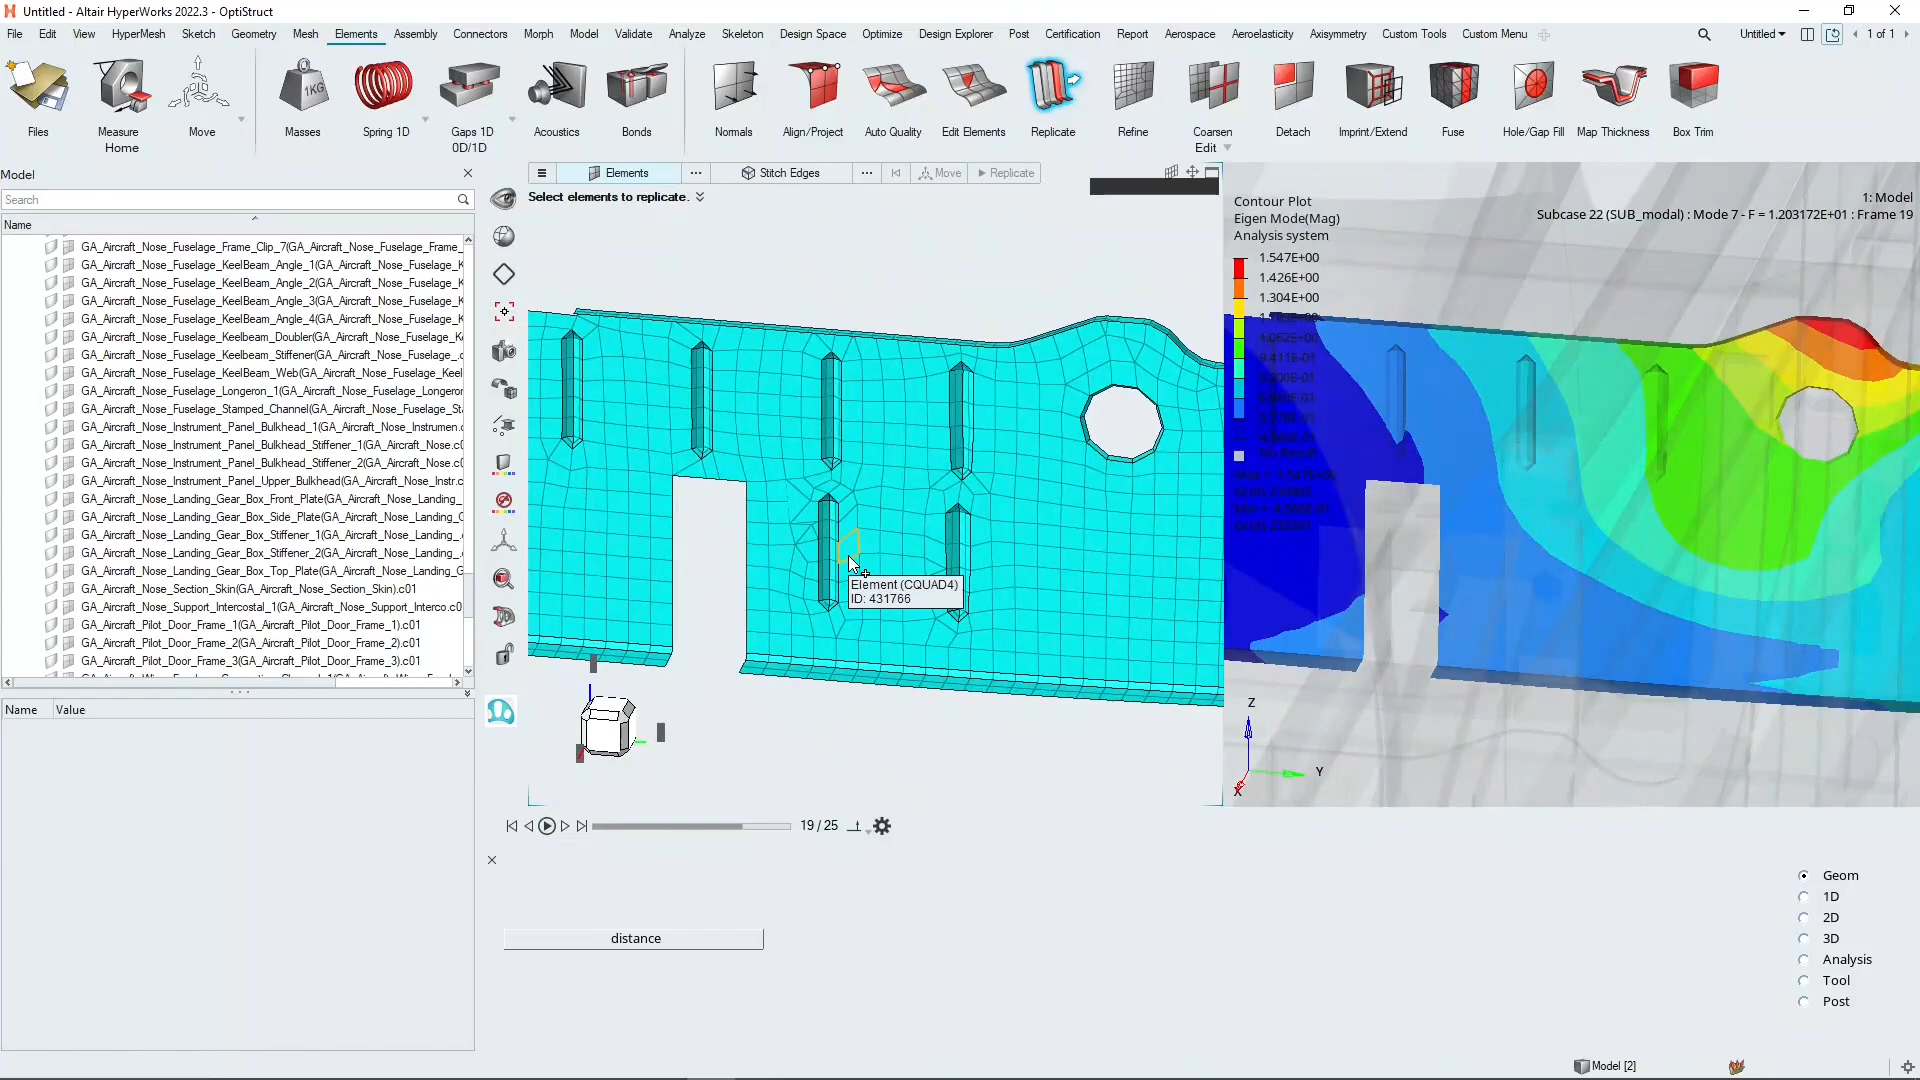 Untitled - Altair HyperWorks 2022.3 - OptiStruct
File Edit View HyperMesh Sketch Geometry Mesh Elements Assembly Connectors Morph Model Validate Analyze Skeleton Design Space Optimize Design Explorer Post Certification Report Aerospace Aeroelasticity Axisymmetry Custom Tools Custom Menu Untitled 1 of 1
1KG
Files Measure Move Masses Spring 1D Gaps 1D Acoustics Bonds Normals Align/Project Auto Quality Edit Elements Replicate Refine Coarsen Detach Imprint/Extend Fuse Hole/Gap Fill Map Thickness Box Trim
Home 0D/1D Edit
Model
Elements Stitch Edges Move Replicate
Search
Select elements to replicate.
Name
GA_Aircraft_Nose_Fuselage_Frame_Clip_7(GA_Aircraft_Nose_Fuselage_Frame_
GA_Aircraft_Nose_Fuselage_KeelBeam_Angle_1(GA_Aircraft_Nose_Fuselage_K
GA_Aircraft_Nose_Fuselage_KeelBeam_Angle_2(GA_Aircraft_Nose_Fuselage_K
GA_Aircraft_Nose_Fuselage_KeelBeam_Angle_3(GA_Aircraft_Nose_Fuselage_K
GA_Aircraft_Nose_Fuselage_KeelBeam_Angle_4(GA_Aircraft_Nose_Fuselage_K
GA_Aircraft_Nose_Fuselage_Keelbeam_Doubler(GA_Aircraft_Nose_Fuselage_K
GA_Aircraft_Nose_Fuselage_Keelbeam_Stiffener(GA_Aircraft_Nose_Fuselage_.c
GA_Aircraft_Nose_Fuselage_KeelBeam_Web(GA_Aircraft_Nose_Fuselage_Keel
GA_Aircraft_Nose_Fuselage_Longeron_1(GA_Aircraft_Nose_Fuselage_Longeror
GA_Aircraft_Nose_Fuselage_Stamped_Channel(GA_Aircraft_Nose_Fuselage_Sta
GA_Aircraft_Nose_Instrument_Panel_Bulkhead_1(GA_Aircraft_Nose_Instrumen.c
GA_Aircraft_Nose_Instrument_Panel_Bulkhead_Stiffener_1(GA_Aircraft_Nose.c0
GA_Aircraft_Nose_Instrument_Panel_Bulkhead_Stiffener_2(GA_Aircraft_Nose.c0
GA_Aircraft_Nose_Instrument_Panel_Upper_Bulkhead(GA_Aircraft_Nose_Instr.c
GA_Aircraft_Nose_Landing_Gear_Box_Front_Plate(GA_Aircraft_Nose_Landing_
GA_Aircraft_Nose_Landing_Gear_Box_Side_Plate(GA_Aircraft_Nose_Landing_C
GA_Aircraft_Nose_Landing_Gear_Box_Stiffener_1(GA_Aircraft_Nose_Landing_.
GA_Aircraft_Nose_Landing_Gear_Box_Stiffener_2(GA_Aircraft_Nose_Landing_.
GA_Aircraft_Nose_Landing_Gear_Box_Top_Plate(GA_Aircraft_Nose_Landing_G
GA_Aircraft_Nose_Section_Skin(GA_Aircraft_Nose_Section_Skin).c01
GA_Aircraft_Nose_Support_Intercostal_1(GA_Aircraft_Nose_Support_Interco.c0
GA_Aircraft_Pilot_Door_Frame_1(GA_Aircraft_Pilot_Door_Frame_1).c01
GA_Aircraft_Pilot_Door_Frame_2(GA_Aircraft_Pilot_Door_Frame_2).c01
GA_Aircraft_Pilot_Door_Frame_3(GA_Aircraft_Pilot_Door_Frame_3).c01
Name Value
Element (CQUAD4)
ID: 431766
Contour Plot
Eigen Mode(Mag)
Analysis system
1.547E+00
1.426E+00
1.304E+00
1.062E+00
1: Model
Subcase 22 (SUB_modal) : Mode 7 - F = 1.203172E+01 : Frame 19
Z
Y
X
19 / 25
distance
Geom
1D
2D
3D
Analysis
Tool
Post
Model [2]